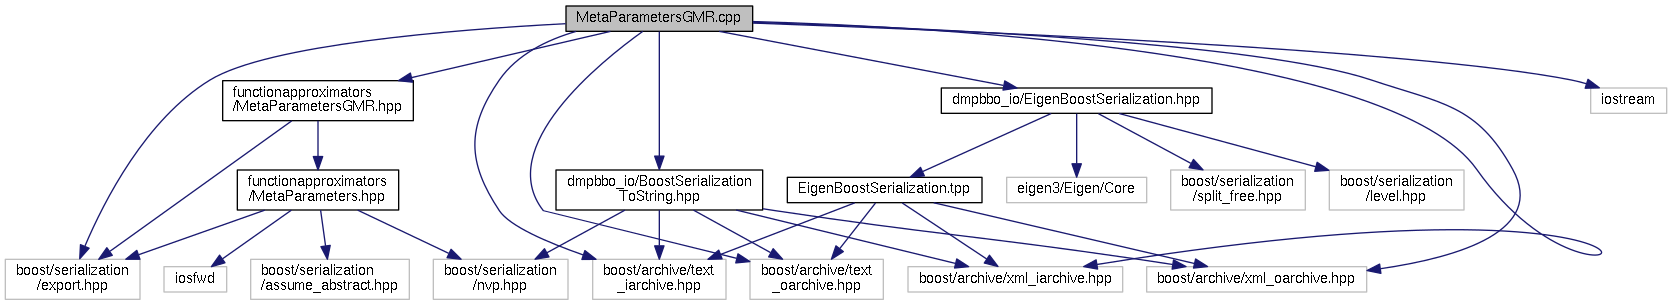 MetaParametersGMR.cpp
functionapproximators
/MetaParametersGMR.hpp
dmpbbo_io/EigenBoostSerialization.hpp
iostream
functionapproximators
/MetaParameters.hpp
dmpbbo_io/BoostSerialization
ToString.hpp
EigenBoostSerialization.tpp
eigen3/Eigen/Core
boost/serialization
/split_free.hpp
boost/serialization
/level.hpp
boost/serialization
/export.hpp
iosfwd
boost/serialization
/assume_abstract.hpp
boost/serialization
/nvp.hpp
boost/archive/text
_iarchive.hpp
boost/archive/text
_oarchive.hpp
boost/archive/xml_iarchive.hpp
boost/archive/xml_oarchive.hpp